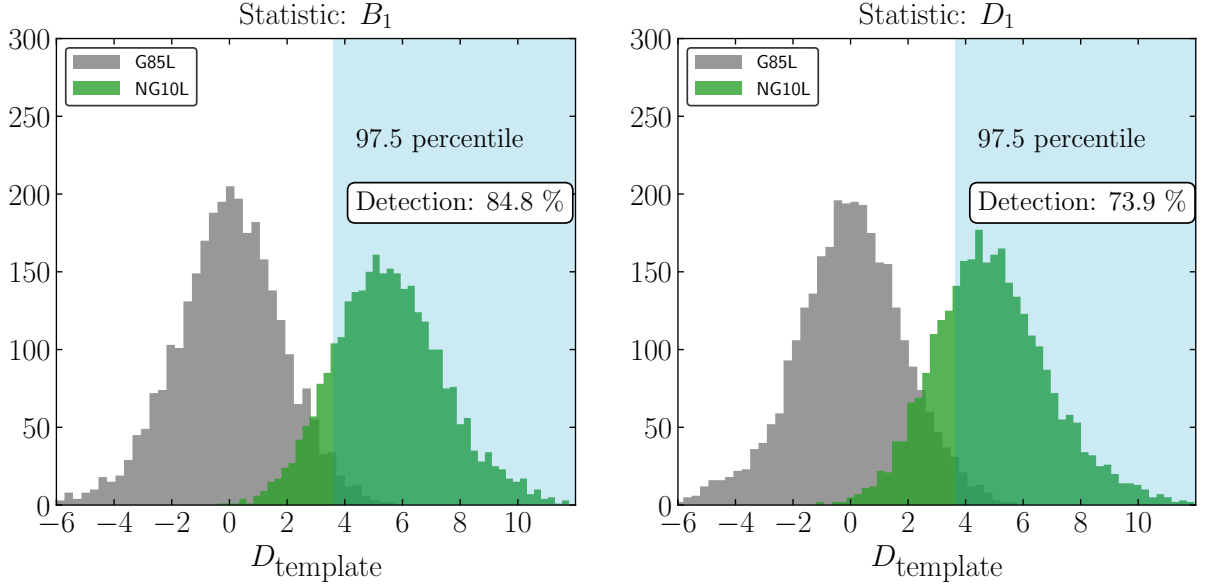 Statistic: B₁
300
250
200
150
100
50
0
G85L
NG10L
97.5 percentile
Detection: 84.8 %
−6 −4 −2 0 2 4 6 8 10
D_template
Statistic: D₁
300
250
200
150
100
50
0
G85L
NG10L
97.5 percentile
Detection: 73.9 %
−6 −4 −2 0 2 4 6 8 10
D_template